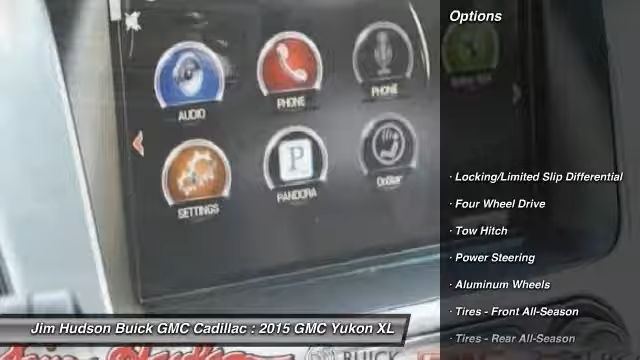 Options
AUDIO
PHONE
PHONE
SETTINGS
P
PANDORA
OnStar
· Locking/Limited Slip Differential
· Four Wheel Drive
· Tow Hitch
· Power Steering
· Aluminum Wheels
· Tires - Front All-Season
· Tires - Rear All-Season
Jim Hudson Buick GMC Cadillac : 2015 GMC Yukon XL
BUICK